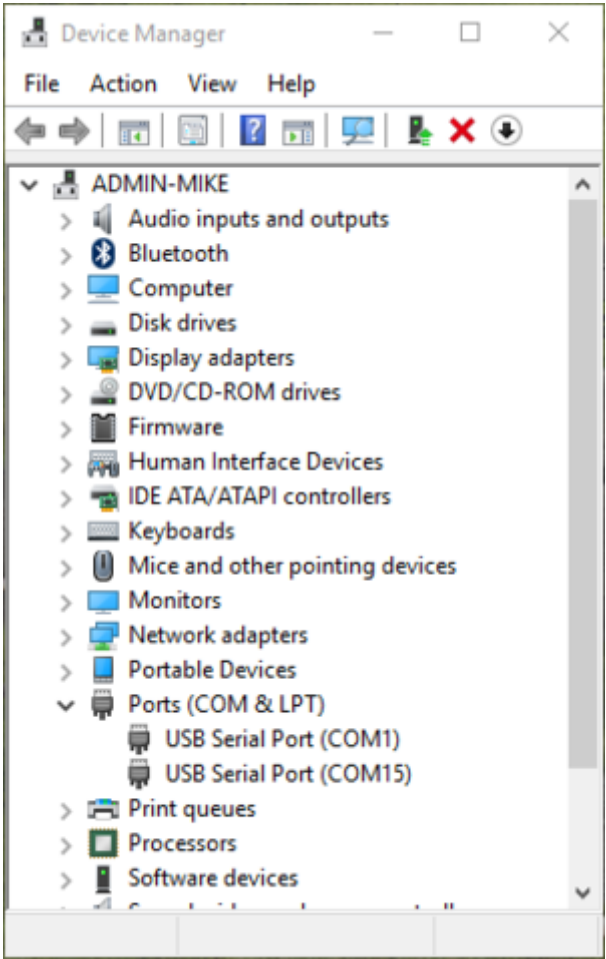 Device Manager
File Action View Help
ADMIN-MIKE
Audio inputs and outputs
Bluetooth
Computer
Disk drives
Display adapters
DVD/CD-ROM drives
Firmware
Human Interface Devices
IDE ATA/ATAPI controllers
Keyboards
Mice and other pointing devices
Monitors
Network adapters
Portable Devices
Ports (COM & LPT)
USB Serial Port (COM1)
USB Serial Port (COM15)
Print queues
Processors
Software devices